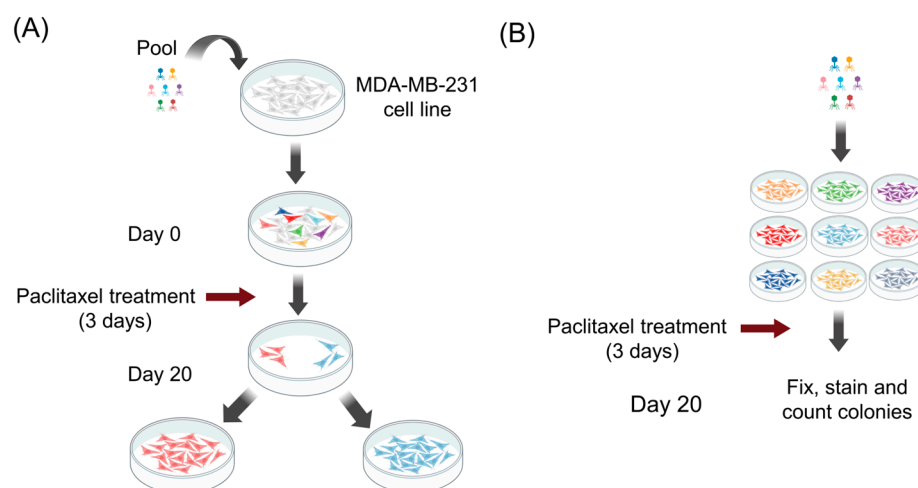 (A)
Pool
MDA-MB-231
cell line
Day 0
Paclitaxel treatment
(3 days)
Day 20
(B)
Paclitaxel treatment
(3 days)
Day 20
Fix, stain and
count colonies